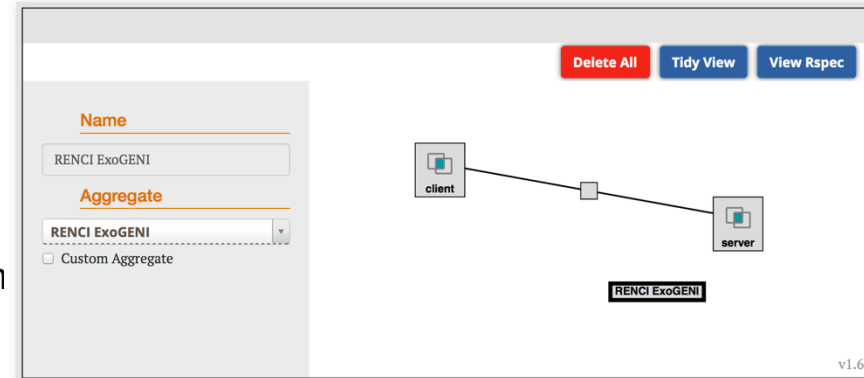 Delete All Tidy View View Rspec
Name
RENCI ExoGENI
Aggregate
RENCI ExoGENI
Custom Aggregate
client
server
RENCI ExoGENI
v1.6